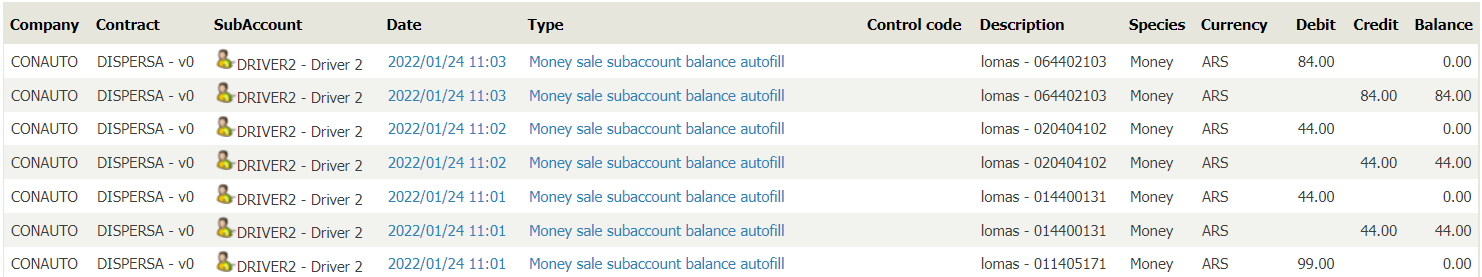 Company Contract SubAccount Date Type Control code Description Species Currency Debit Credit Balance
CONAUTO DISPERSA - v0 DRIVER2 - Driver 2 2022/01/24 11:03 Money sale subaccount balance autofill lomas - 064402103 Money ARS 84.00 0.00
CONAUTO DISPERSA - v0 DRIVER2 - Driver 2 2022/01/24 11:03 Money sale subaccount balance autofill lomas - 064402103 Money ARS 84.00 84.00
CONAUTO DISPERSA - v0 DRIVER2 - Driver 2 2022/01/24 11:02 Money sale subaccount balance autofill lomas - 020404102 Money ARS 44.00 0.00
CONAUTO DISPERSA - v0 DRIVER2 - Driver 2 2022/01/24 11:02 Money sale subaccount balance autofill lomas - 020404102 Money ARS 44.00 44.00
CONAUTO DISPERSA - v0 DRIVER2 - Driver 2 2022/01/24 11:01 Money sale subaccount balance autofill lomas - 014400131 Money ARS 44.00 0.00
CONAUTO DISPERSA - v0 DRIVER2 - Driver 2 2022/01/24 11:01 Money sale subaccount balance autofill lomas - 014400131 Money ARS 44.00 44.00
CONAUTO DISPERSA - v0 DRIVER2 - Driver 2 2022/01/24 11:01 Money sale subaccount balance autofill lomas - 011405171 Money ARS 99.00 0.00